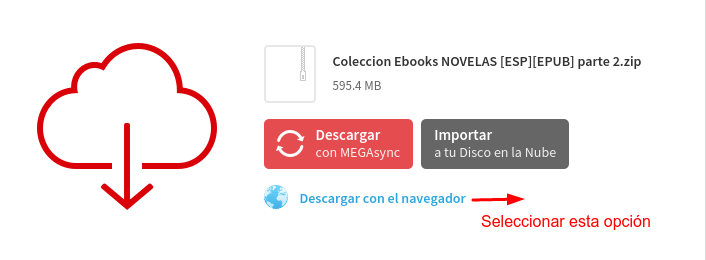 Coleccion Ebooks NOVELAS [ESP][EPUB] parte 2.zip
595.4 MB
Descargar
con MEGAsync
Importar
a tu Disco en la Nube
Descargar con el navegador
Seleccionar esta opción